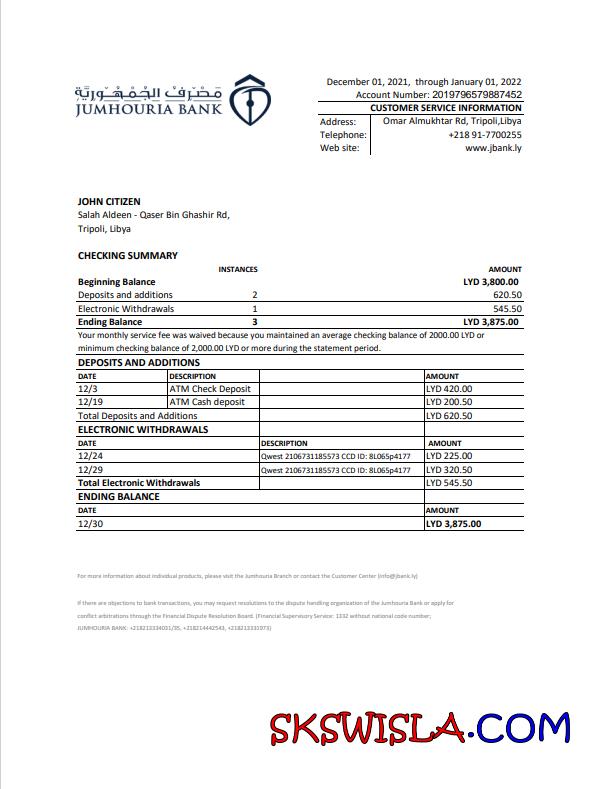 مصرف الجمهورية
JUMHOURIA BANK
December 01, 2021, through January 01, 2022
Account Number: 2019796579887452
CUSTOMER SERVICE INFORMATION
Address: Omar Almukhtar Rd, Tripoli,Libya
Telephone: +218 91-7700255
Web site: www.jbank.ly
JOHN CITIZEN
Salah Aldeen - Qaser Bin Ghashir Rd,
Tripoli, Libya
CHECKING SUMMARY
INSTANCES AMOUNT
Beginning Balance LYD 3,800.00
Deposits and additions 2 620.50
Electronic Withdrawals 1 545.50
Ending Balance 3 LYD 3,875.00
Your monthly service fee was waived because you maintained an average checking balance of 2000.00 LYD or
minimum checking balance of 2,000.00 LYD or more during the statement period.
DEPOSITS AND ADDITIONS
DATE DESCRIPTION AMOUNT
12/3 ATM Check Deposit LYD 420.00
12/19 ATM Cash deposit LYD 200.50
Total Deposits and Additions LYD 620.50
ELECTRONIC WITHDRAWALS
DATE DESCRIPTION AMOUNT
12/24 Qwest 2106731185573 CCD ID: 8L065p4177 LYD 225.00
12/29 Qwest 2106731185573 CCD ID: 8L065p4177 LYD 320.50
Total Electronic Withdrawals LYD 545.50
ENDING BALANCE
DATE AMOUNT
12/30 LYD 3,875.00
For more information about individual products, please visit the Jumhouria Branch or contact the Customer Center (info@jbank.ly)
If there are objections to bank transactions, you may request resolutions to the dispute handling organization of the Jumhouria Bank or apply for
conflict arbitrations through the Financial Dispute Resolution Board. (Financial Supervisory Service: 1332 without national code number;
JUMHOURIA BANK: +218213334031/35, +218214442543, +218213331973)
SKSWISLA.COM